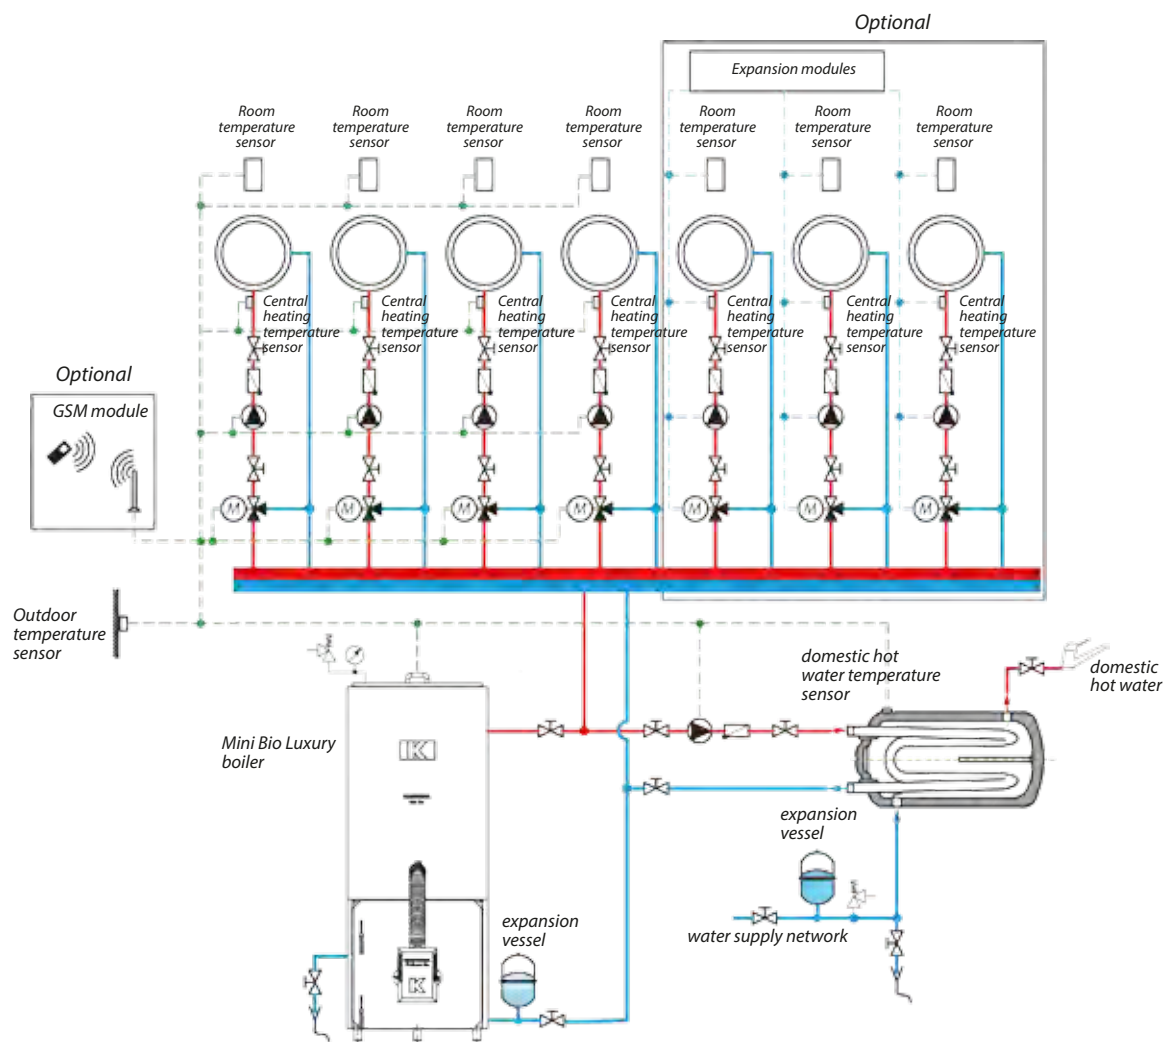 Optional
Expansion modules
Room
temperature
sensor
Room
temperature
sensor
Room
temperature
sensor
Room
temperature
sensor
Room
temperature
sensor
Room
temperature
sensor
Room
temperature
sensor
Central
heating
temperature
sensor
Central
heating
temperature
sensor
Central
heating
temperature
sensor
Central
heating
temperature
sensor
Central
heating
temperature
sensor
Central
heating
temperature
sensor
Central
heating
temperature
sensor
Optional
GSM module
M
M
M
M
M
M
M
Outdoor
temperature
sensor
domestic hot
water temperature
sensor
domestic
hot water
Mini Bio Luxury
boiler
K
expansion
vessel
water supply network
expansion
vessel
K